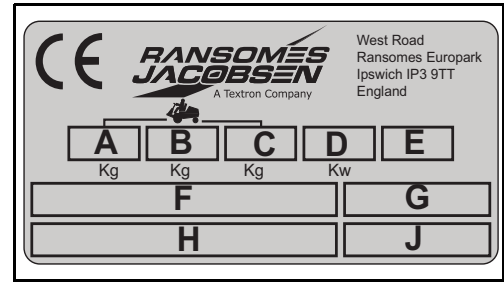 CE
RANSOMES
JACOBSEN
A Textron Company
West Road
Ransomes Europark
Ipswich IP3 9TT
England
A B C D E
Kg Kg Kg Kw
F G
H J